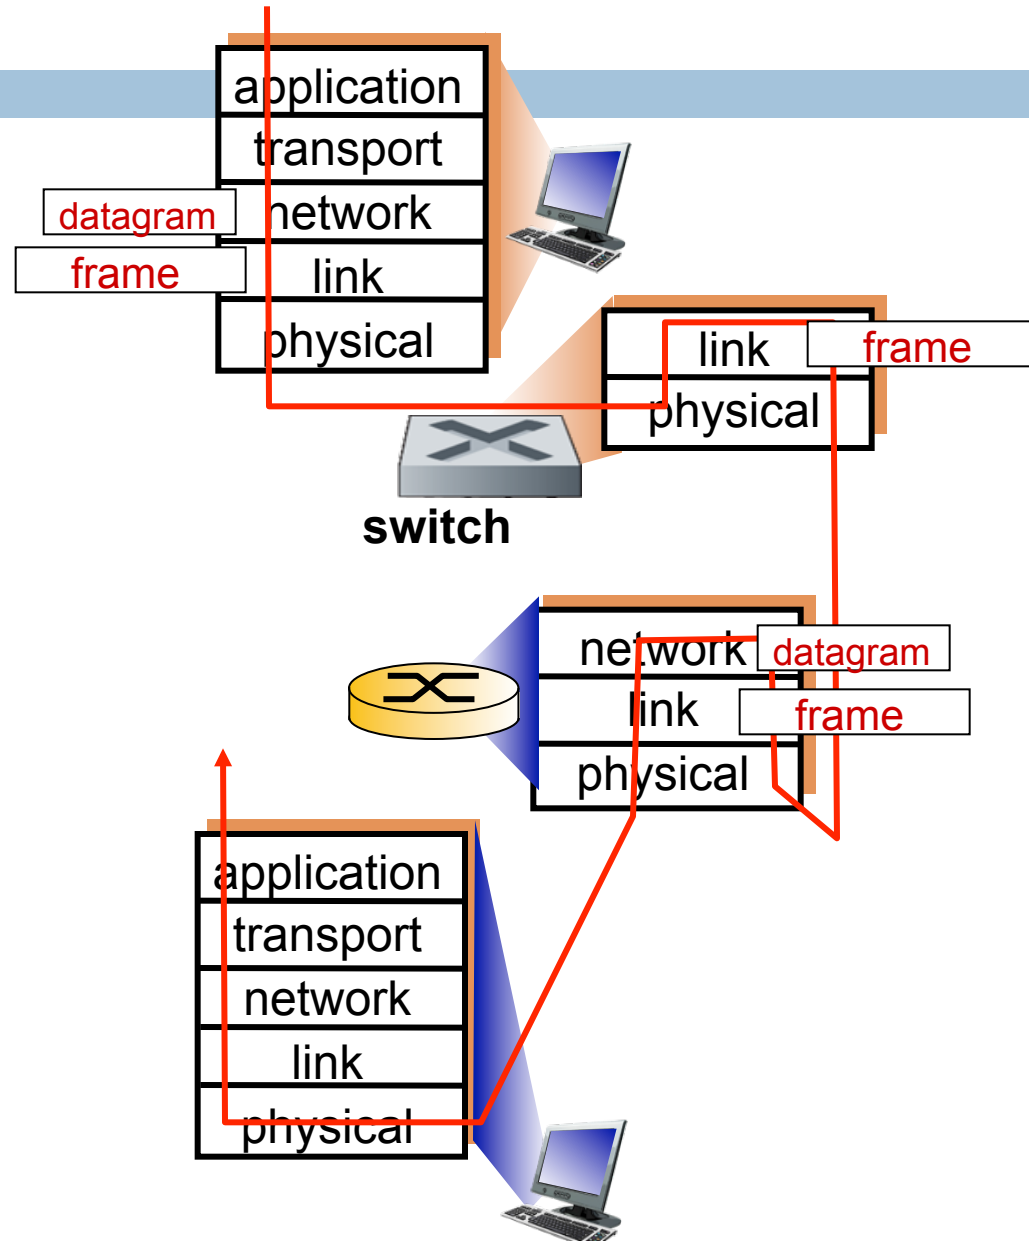 application
transport
datagram
network
frame
link
physical
link
frame
physical
switch
network
datagram
link
frame
physical
application
transport
network
link
physical